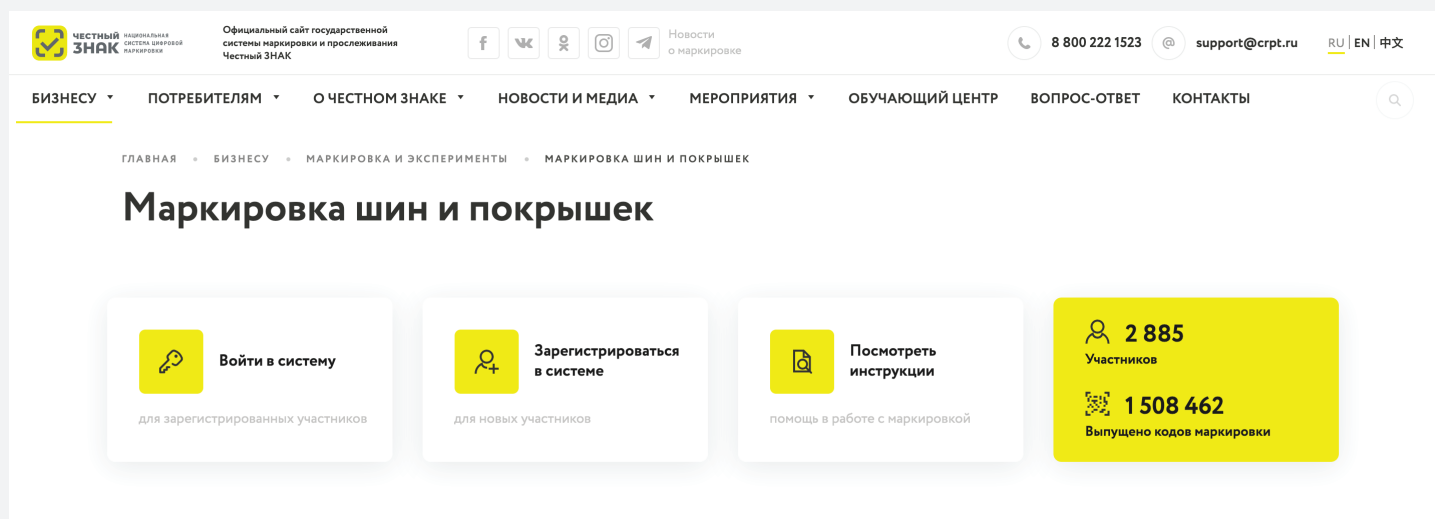 ЧЕСТНЫЙ
ЗНАК
НАЦИОНАЛЬНАЯ
СИСТЕМА ЦИФРОВОЙ
МАРКИРОВКИ
Официальный сайт государственной
системы маркировки и прослеживания
Честный ЗНАК
Новости
о маркировке
8 800 222 1523
@
support@crpt.ru
RU | EN | 中文
БИЗНЕСУ
ПОТРЕБИТЕЛЯМ
О ЧЕСТНОМ ЗНАКЕ
НОВОСТИ И МЕДИА
МЕРОПРИЯТИЯ
ОБУЧАЮЩИЙ ЦЕНТР
ВОПРОС-ОТВЕТ
КОНТАКТЫ
ГЛАВНАЯ • БИЗНЕСУ • МАРКИРОВКА И ЭКСПЕРИМЕНТЫ • МАРКИРОВКА ШИН И ПОКРЫШЕК
Маркировка шин и покрышек
Войти в систему
для зарегистрированных участников
Зарегистрироваться
в системе
для новых участников
Посмотреть
инструкции
помощь в работе с маркировкой
2 885
Участников
1 508 462
Выпущено кодов маркировки